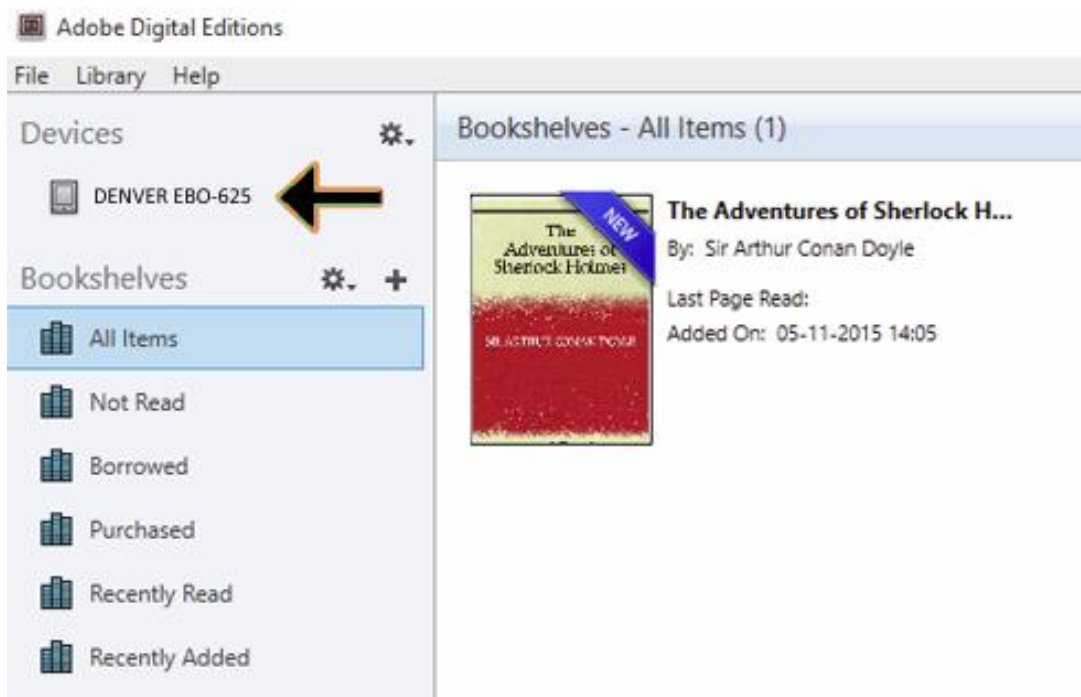 Adobe Digital Editions
File Library Help
Devices
DENVER EBO-625
Bookshelves
All Items
Not Read
Borrowed
Purchased
Recently Read
Recently Added
Bookshelves - All Items (1)
The
Adventures of
Sherlock Holmes
NEW
SIR ARTHUR CONAN DOYLE
The Adventures of Sherlock H...
By: Sir Arthur Conan Doyle
Last Page Read:
Added On: 05-11-2015 14:05